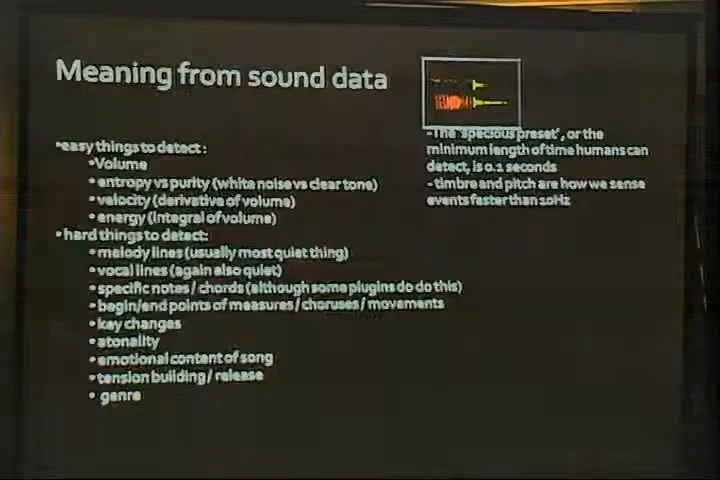 Meaning from sound data
•easy things to detect:
•Volume
•entropy vs purity (white noise vs clear tone)
•velocity (derivative of volume)
•energy (integral of volume)
•hard things to detect:
•melody lines (usually most quiet thing)
•vocal lines (again also quiet)
•specific notes / chords (although some plugins do do this)
•begin/end points of measures / choruses / movements
•key changes
•atonality
•emotional content of song
•tension building / release
• genre
-The 'specious preset', or the
minimum length of time humans can
detect, is 0.1 seconds
- timbre and pitch are how we sense
events faster than 10Hz